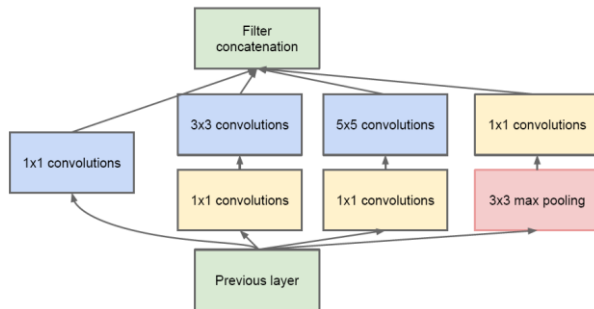 Filter
concatenation
3x3 convolutions
5x5 convolutions
1x1 convolutions
1x1 convolutions
1x1 convolutions
1x1 convolutions
3x3 max pooling
Previous layer